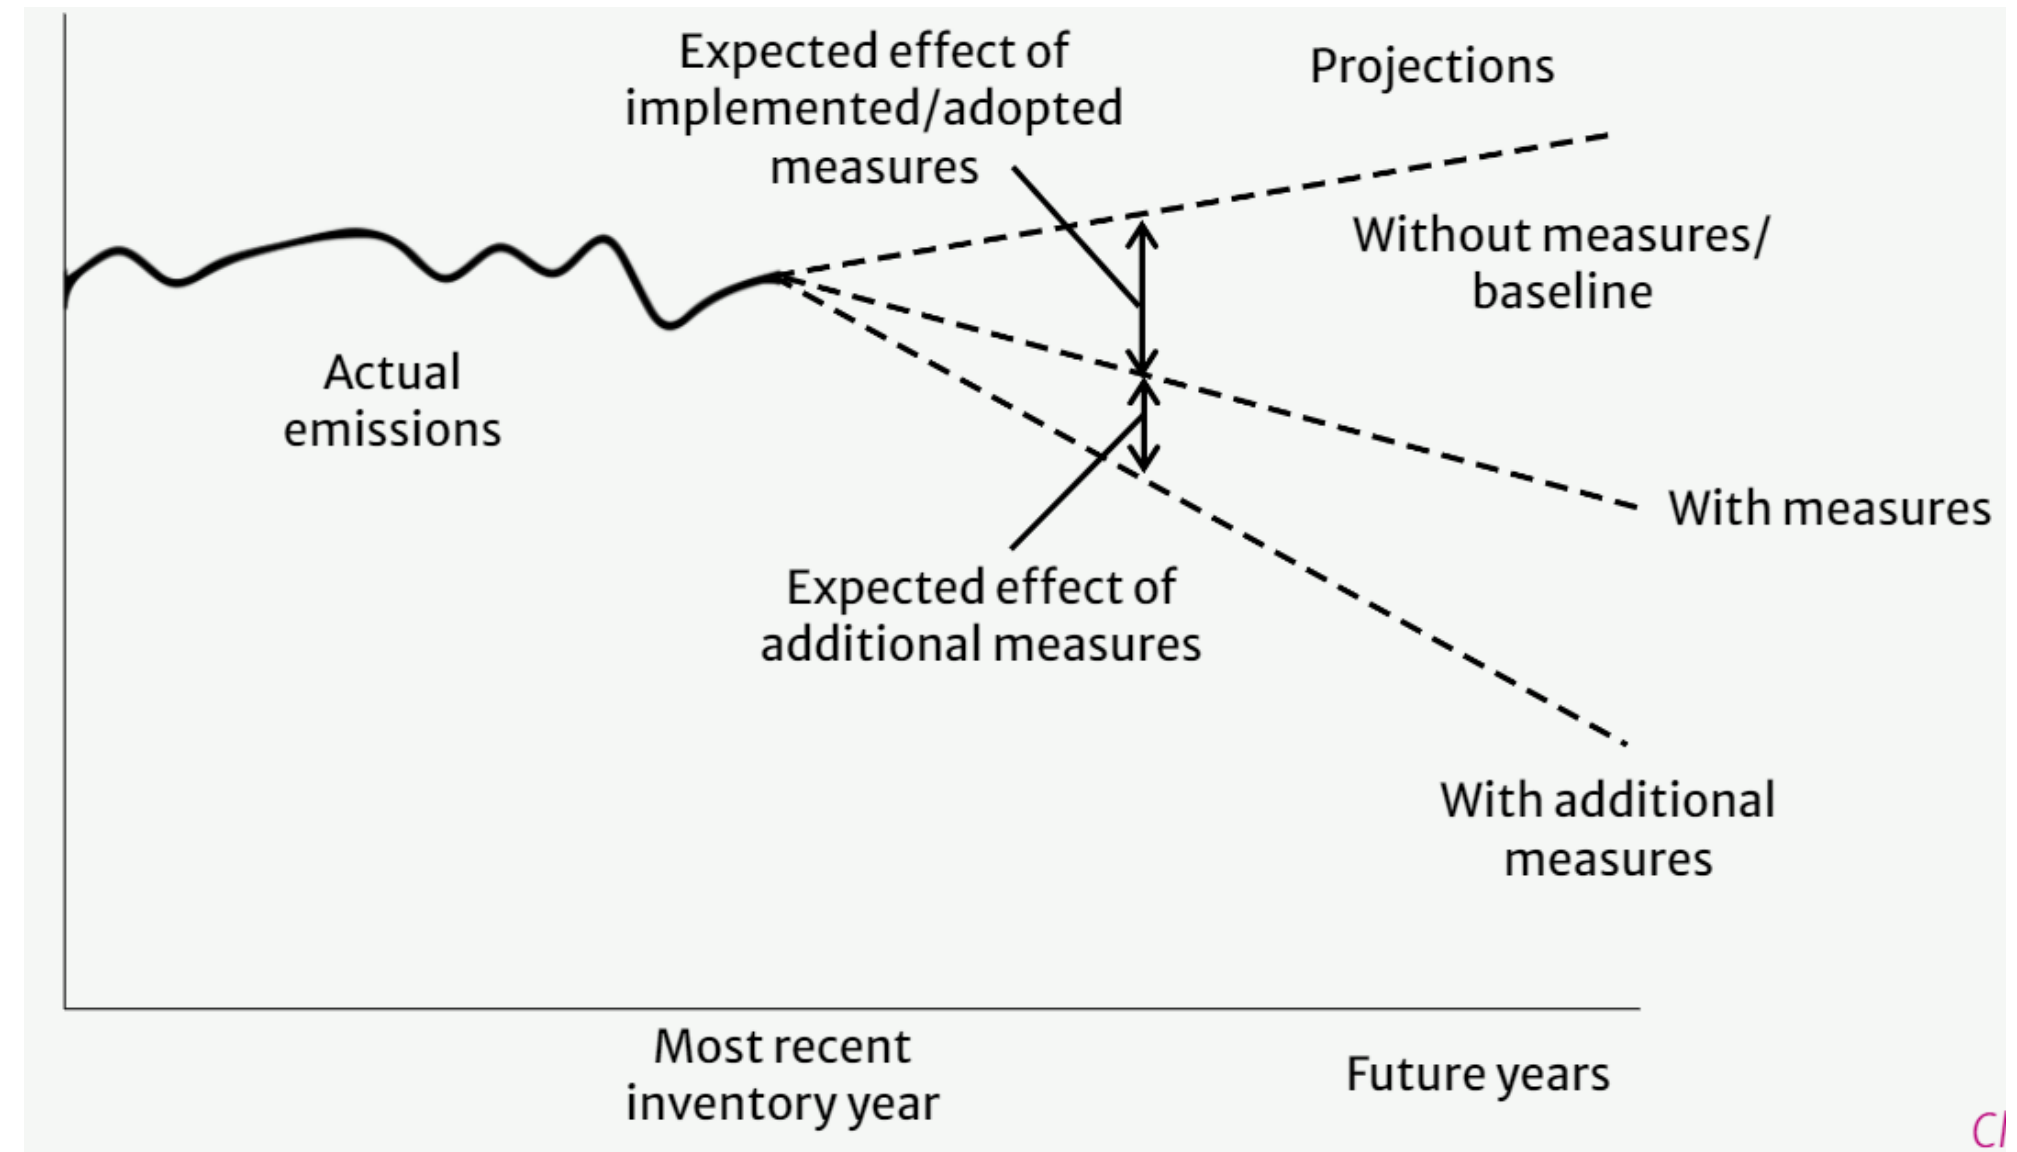 Expected effect of
implemented/adopted
measures
Projections
Without measures/
baseline
Actual
emissions
With measures
Expected effect of
additional measures
With additional
measures
Most recent
inventory year
Future years